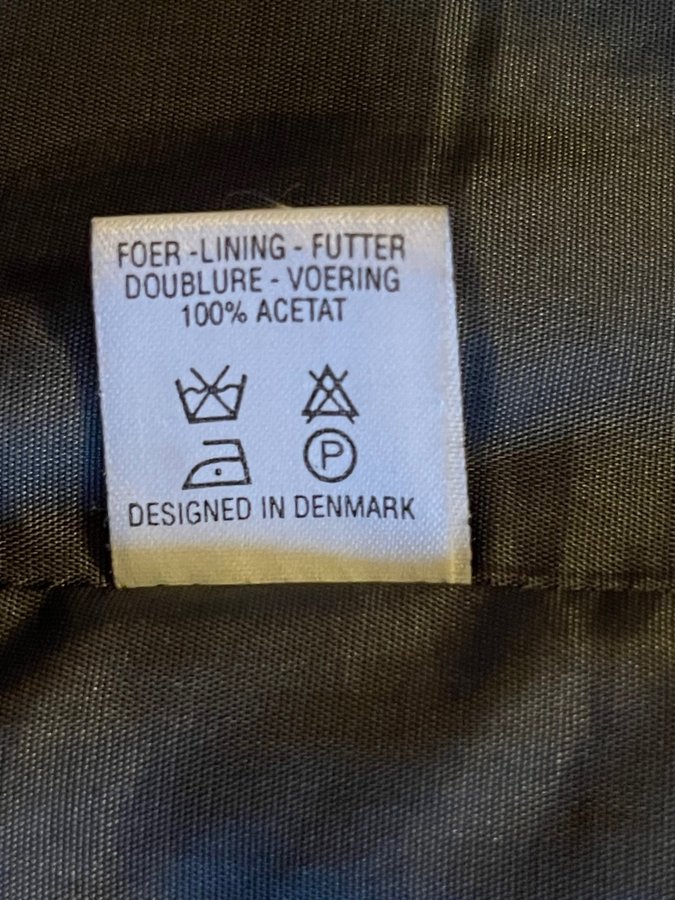 FOER -LINING - FUTTER
DOUBLURE - VOERING
100% ACETAT
P
DESIGNED IN DENMARK